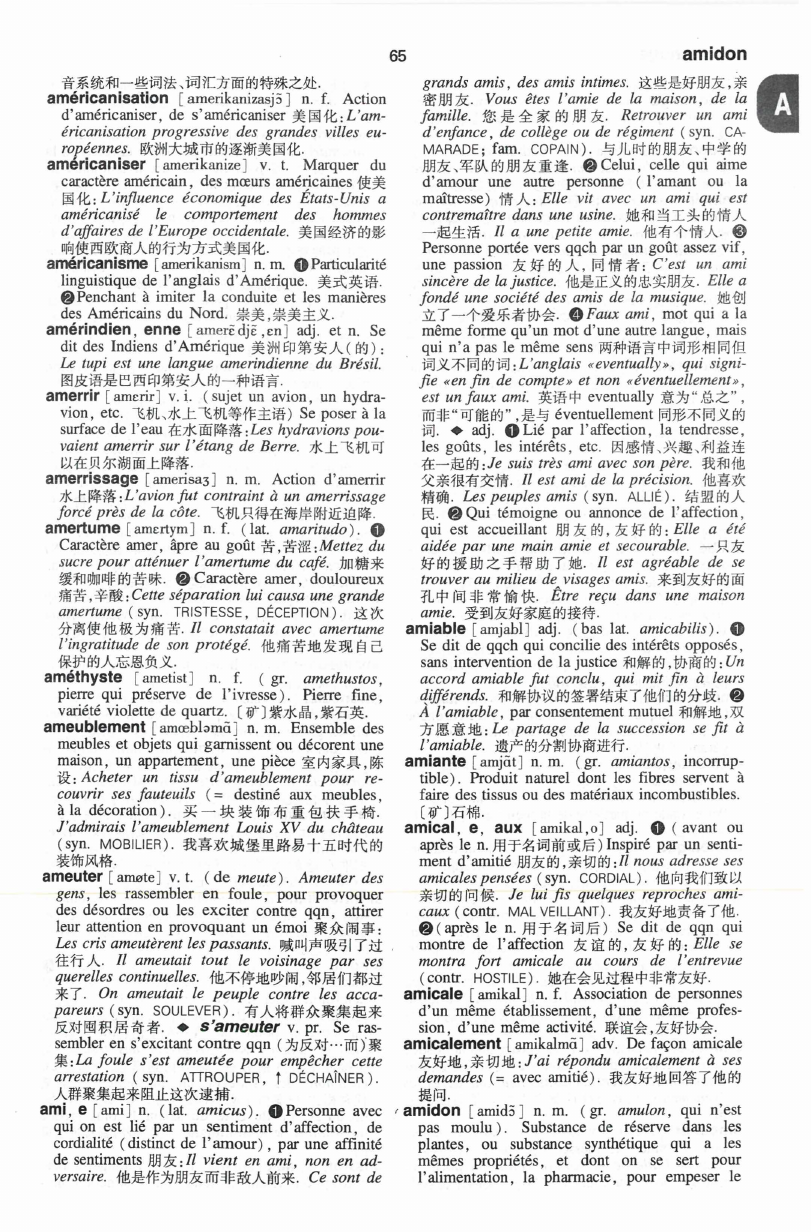 65
amidon
A
音系统和一些词法、词汇方面的特殊之处.
américanisation [amerikanizasjɔ̃] n. f. Action
d'américaniser, de s'américaniser 美国化:L'am-
éricanisation progressive des grandes villes eu-
ropéennes. 欧洲大城市的逐渐美国化.
américaniser [amerikanize] v. t. Marquer du
caractère américain, des mœurs américaines 使美
国化:L'influence économique des États-Unis a
américanisé le comportement des hommes
d'affaires de l'Europe occidentale. 美国经济的影
响使西欧商人的行为方式美国化.
américanisme [amerikanism] n. m. ❶Particularité
linguistique de l'anglais d'Amérique. 美式英语.
❷Penchant à imiter la conduite et les manières
des Américains du Nord. 崇美,崇美主义.
amérindien, enne [amerɛ̃djɛ̃,ɛn] adj. et n. Se
dit des Indiens d'Amérique 美洲印第安人(的):
Le tupi est une langue amerindienne du Brésil.
图皮语是巴西印第安人的一种语言.
amerrir [amɛrir] v. i. (sujet un avion, un hydra-
vion, etc. 飞机、水上飞机等作主语) Se poser à la
surface de l'eau 在水面降落:Les hydravions pou-
vaient amerrir sur l'étang de Berre. 水上飞机可
以在贝尔湖面上降落.
amerrissage [amerisaʒ] n. m. Action d'amerrir
水上降落:L'avion fut contraint à un amerrissage
forcé près de la côte. 飞机只得在海岸附近迫降.
amertume [amɛrtym] n. f. (lat. amaritudo). ❶
Caractère amer, âpre au goût 苦,苦涩:Mettez du
sucre pour atténuer l'amertume du café. 加糖来
缓和咖啡的苦味. ❷Caractère amer, douloureux
痛苦,辛酸:Cette séparation lui causa une grande
amertume (syn. TRISTESSE, DÉCEPTION). 这次
分离使他极为痛苦. Il constatait avec amertume
l'ingratitude de son protégé. 他痛苦地发现自己
保护的人忘恩负义.
améthyste [ametist] n. f. (gr. amethustos,
pierre qui préserve de l'ivresse). Pierre fine,
variété violette de quartz. 〔矿〕紫水晶,紫石英.
ameublement [amœbləmɑ̃] n. m. Ensemble des
meubles et objets qui garnissent ou décorent une
maison, un appartement, une pièce 室内家具,陈
设: Acheter un tissu d'ameublement pour re-
couvrir ses fauteuils (= destiné aux meubles,
à la décoration). 买一块装饰布重包扶手椅.
J'admirais l'ameublement Louis XV du château
(syn. MOBILIER). 我喜欢城堡里路易十五时代的
装饰风格.
ameuter [amøte] v. t. (de meute). Ameuter des
gens, les rassembler en foule, pour provoquer
des désordres ou les exciter contre qqn, attirer
leur attention en provoquant un émoi 聚众闹事:
Les cris ameutèrent les passants. 喊叫声吸引了过
往行人. Il ameutait tout le voisinage par ses
querelles continuelles. 他不停地吵闹,邻居们都过
来了. On ameutait le peuple contre les acca-
pareurs (syn. SOULEVER). 有人将群众聚集起来
反对囤积居奇者. ◆ s'ameuter v. pr. Se ras-
sembler en s'excitant contre qqn (为反对…而)聚
集:La foule s'est ameutée pour empêcher cette
arrestation (syn. ATTROUPER, ↑ DÉCHAÎNER).
人群聚集起来阻止这次逮捕.
ami, e [ami] n. (lat. amicus). ❶Personne avec
qui on est lié par un sentiment d'affection, de
cordialité (distinct de l'amour), par une affinité
de sentiments 朋友:Il vient en ami, non en ad-
versaire. 他是作为朋友而非敌人前来. Ce sont de
grands amis, des amis intimes. 这些是好朋友,亲
密朋友. Vous êtes l'amie de la maison, de la
famille. 您是全家的朋友. Retrouver un ami
d'enfance, de collège ou de régiment (syn. CA-
MARADE; fam. COPAIN). 与儿时的朋友、中学的
朋友、军队的朋友重逢. ❷Celui, celle qui aime
d'amour une autre personne (l'amant ou la
maîtresse) 情人: Elle vit avec un ami qui est
contremaître dans une usine. 她和当工头的情人
一起生活. Il a une petite amie. 他有个情人. ❸
Personne portée vers qqch par un goût assez vif,
une passion 友好的人,同情者: C'est un ami
sincère de la justice. 他是正义的忠实朋友. Elle a
fondé une société des amis de la musique. 她创
立了一个爱乐者协会. ❹Faux ami, mot qui a la
même forme qu'un mot d'une autre langue, mais
qui n'a pas le même sens 两种语言中词形相同但
词义不同的词:L'anglais «eventually», qui signi-
fie «en fin de compte» et non «éventuellement»,
est un faux ami. 英语中 eventually 意为“总之”,
而非“可能的”,是与 éventuellement 同形不同义的
词. ◆ adj. ❶Lié par l'affection, la tendresse,
les goûts, les intérêts, etc. 因感情、兴趣、利益连
在一起的:Je suis très ami avec son père. 我和他
父亲很有交情. Il est ami de la précision. 他喜欢
精确. Les peuples amis (syn. ALLIÉ). 结盟的人
民. ❷Qui témoigne ou annonce de l'affection,
qui est accueillant 朋友的,友好的: Elle a été
aidée par une main amie et secourable. 一只友
好的援助之手帮助了她. Il est agréable de se
trouver au milieu de visages amis. 来到友好的面
孔中间非常愉快. Être reçu dans une maison
amie. 受到友好家庭的接待.
amiable [amjabl] adj. (bas lat. amicabilis). ❶
Se dit de qqch qui concilie des intérêts opposés,
sans intervention de la justice 和解的,协商的:Un
accord amiable fut conclu, qui mit fin à leurs
différends. 和解协议的签署结束了他们的分歧. ❷
À l'amiable, par consentement mutuel 和解地,双
方愿意地: Le partage de la succession se fit à
l'amiable. 遗产的分割协商进行.
amiante [amjɑ̃t] n. m. (gr. amiantos, incorrup-
tible). Produit naturel dont les fibres servent à
faire des tissus ou des matériaux incombustibles.
〔矿〕石棉.
amical, e, aux [amikal,o] adj. ❶ (avant ou
après le n. 用于名词前或后) Inspiré par un senti-
ment d'amitié 朋友的,亲切的:Il nous adresse ses
amicales pensées (syn. CORDIAL). 他向我们致以
亲切的问候. Je lui fis quelques reproches ami-
caux (contr. MAL VEILLANT). 我友好地责备了他.
❷(après le n. 用于名词后) Se dit de qqn qui
montre de l'affection 友谊的,友好的: Elle se
montra fort amicale au cours de l'entrevue
(contr. HOSTILE). 她在会见过程中非常友好.
amicale [amikal] n. f. Association de personnes
d'un même établissement, d'une même profes-
sion, d'une même activité. 联谊会,友好协会.
amicalement [amikalmɑ̃] adv. De façon amicale
友好地,亲切地:J'ai répondu amicalement à ses
demandes (= avec amitié). 我友好地回答了他的
提问.
amidon [amidɔ̃] n. m. (gr. amulon, qui n'est
pas moulu). Substance de réserve dans les
plantes, ou substance synthétique qui a les
mêmes propriétés, et dont on se sert pour
l'alimentation, la pharmacie, pour empeser le